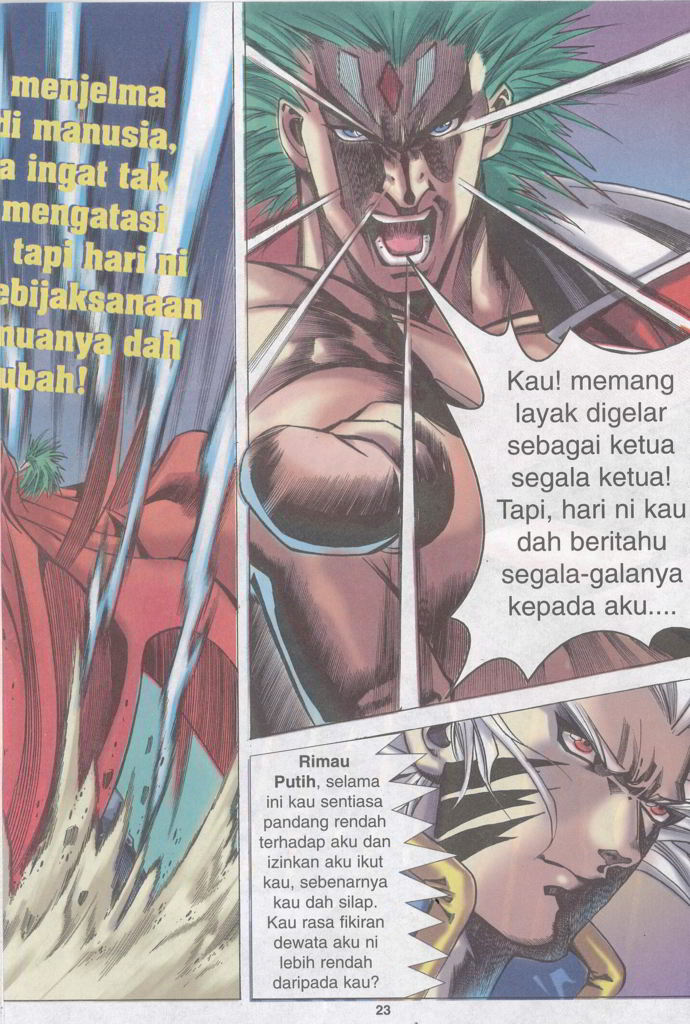 menjelma
di manusia,
a ingat tak
mengatasi
tapi hari ni
ebijaksanaan
nuanya dah
ubah!
Kau! memang
layak digelar
sebagai ketua
segala ketua!
Tapi, hari ni kau
dah beritahu
segala-galanya
kepada aku....
Rimau
Putih, selama
ini kau sentiasa
pandang rendah
terhadap aku dan
izinkan aku ikut
kau, sebenarnya
kau dah silap.
Kau rasa fikiran
dewata aku ni
lebih rendah
daripada kau?
23